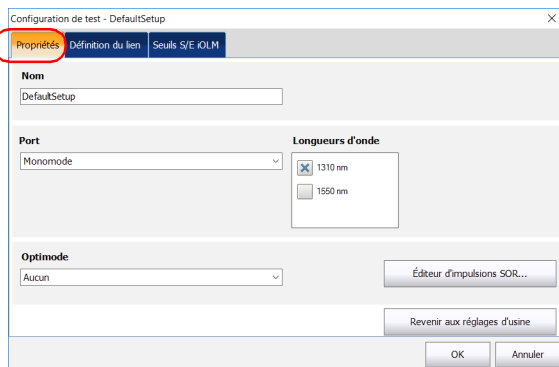 Configuration de test - DefaultSetup
Propriétés
Définition du lien
Seuils S/E iOLM
Nom
DefaultSetup
Port
Longueurs d'onde
Monomode
1310 nm
1550 nm
Optimode
Aucun
Éditeur d'impulsions SOR...
Revenir aux réglages d'usine
OK
Annuler